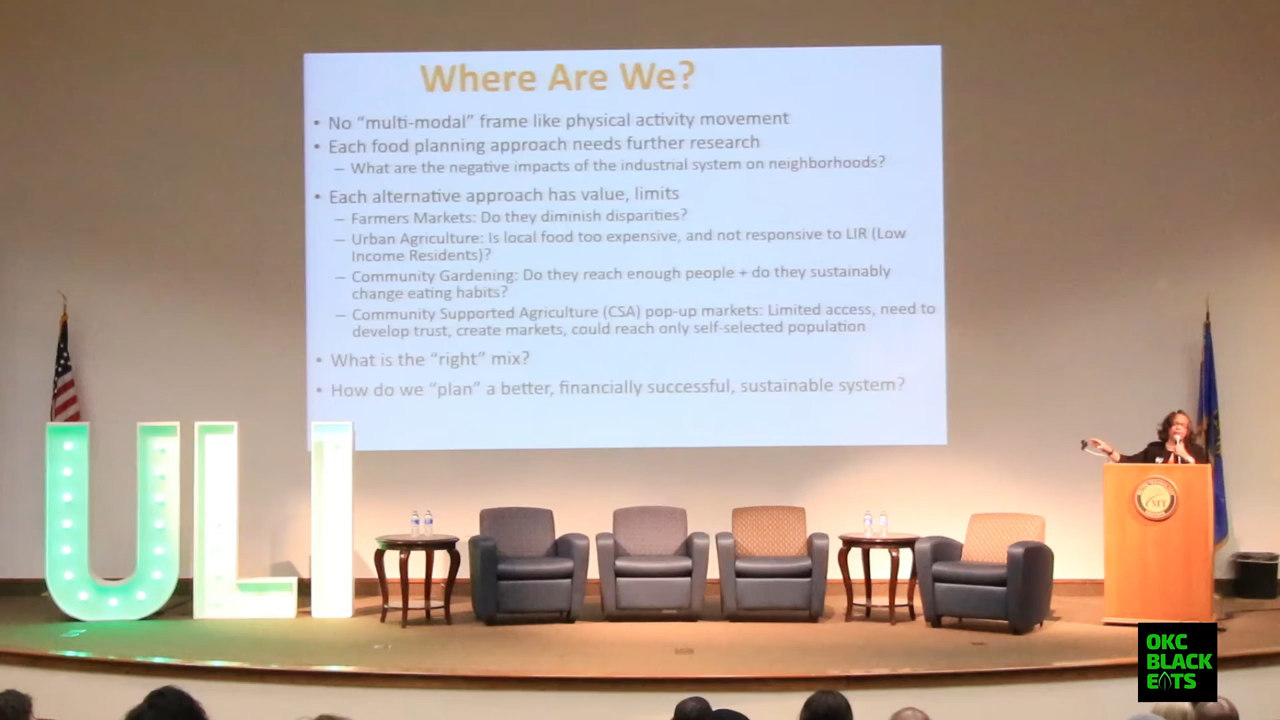 Where Are We?
• No “multi-modal” frame like physical activity movement
• Each food planning approach needs further research
– What are the negative impacts of the industrial system on neighborhoods?
• Each alternative approach has value, limits
– Farmers Markets: Do they diminish disparities?
– Urban Agriculture: Is local food too expensive, and not responsive to LIR (Low
Income Residents)?
– Community Gardening: Do they reach enough people + do they sustainably
change eating habits?
– Community Supported Agriculture (CSA) pop-up markets: Limited access, need to
develop trust, create markets, could reach only self-selected population
• What is the “right” mix?
• How do we “plan” a better, financially successful, sustainable system?
ULI
OKC
BLACK
EATS